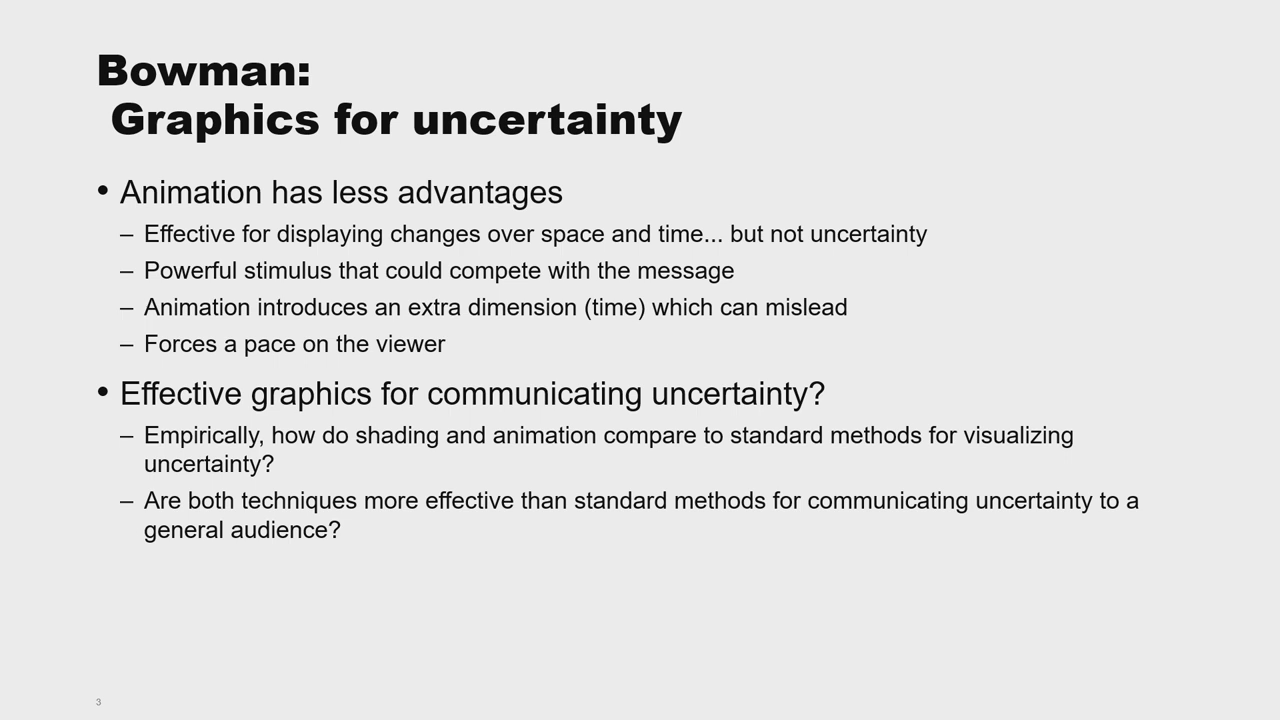 Bowman:
Graphics for uncertainty
• Animation has less advantages
– Effective for displaying changes over space and time... but not uncertainty
– Powerful stimulus that could compete with the message
– Animation introduces an extra dimension (time) which can mislead
– Forces a pace on the viewer
• Effective graphics for communicating uncertainty?
– Empirically, how do shading and animation compare to standard methods for visualizing
uncertainty?
– Are both techniques more effective than standard methods for communicating uncertainty to a
general audience?
3